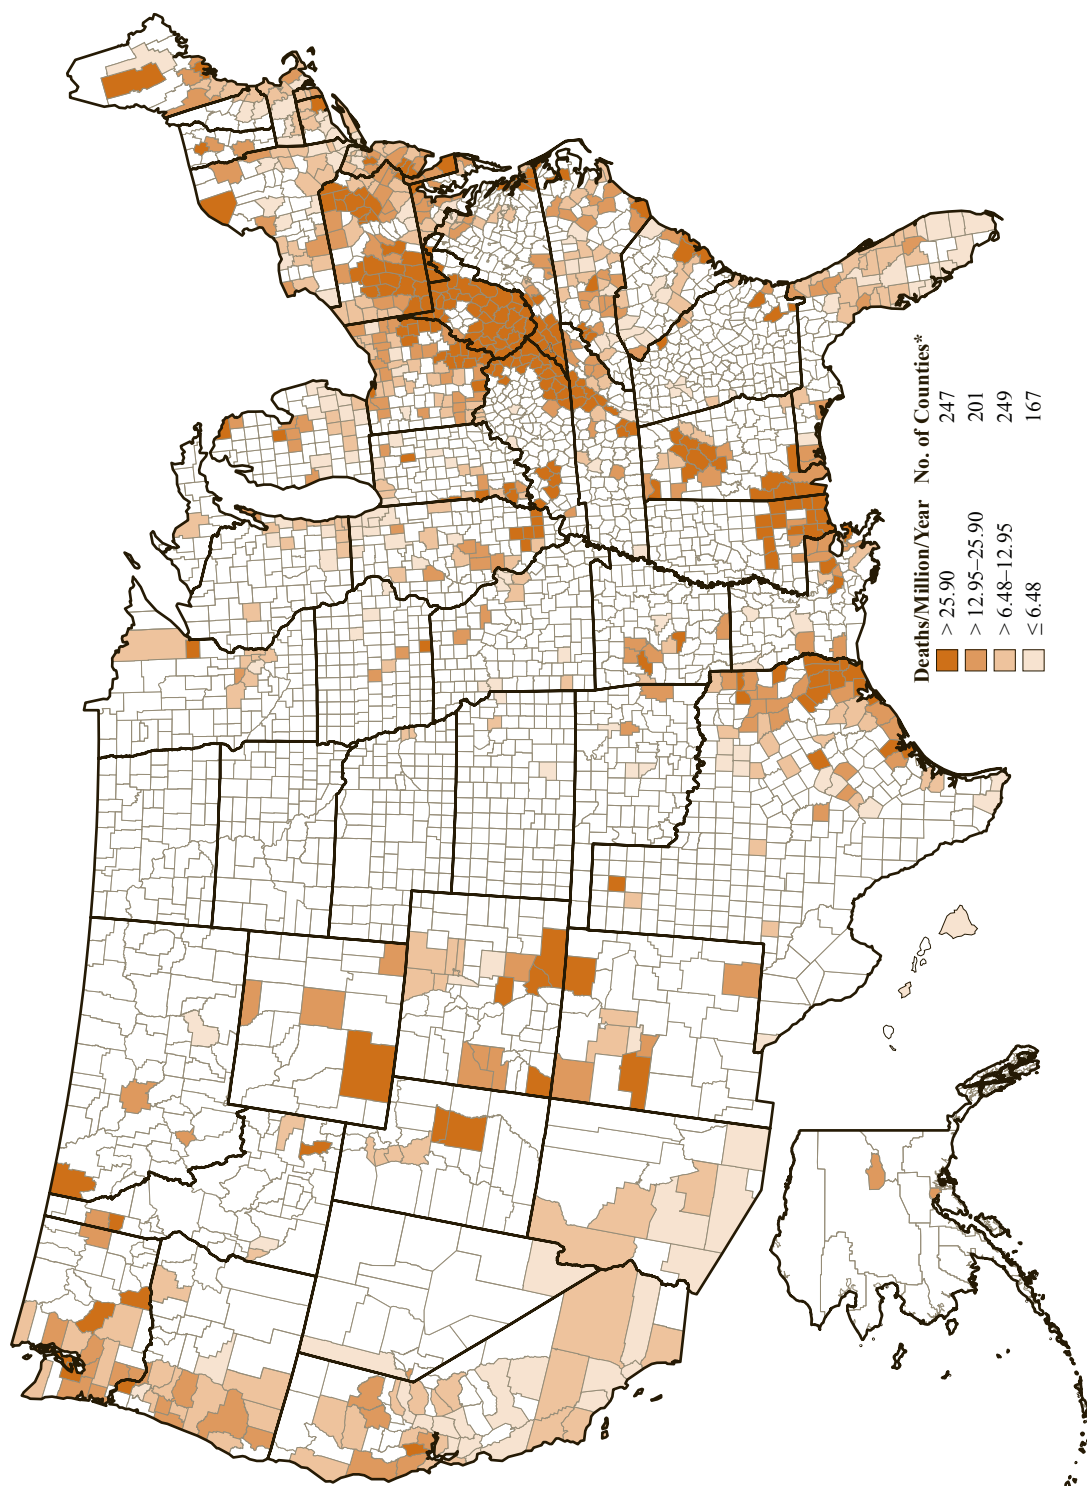 Deaths/Million/Year No. of Counties*
> 25.90 247
> 12.95–25.90 201
> 6.48–12.95 249
≤ 6.48 167